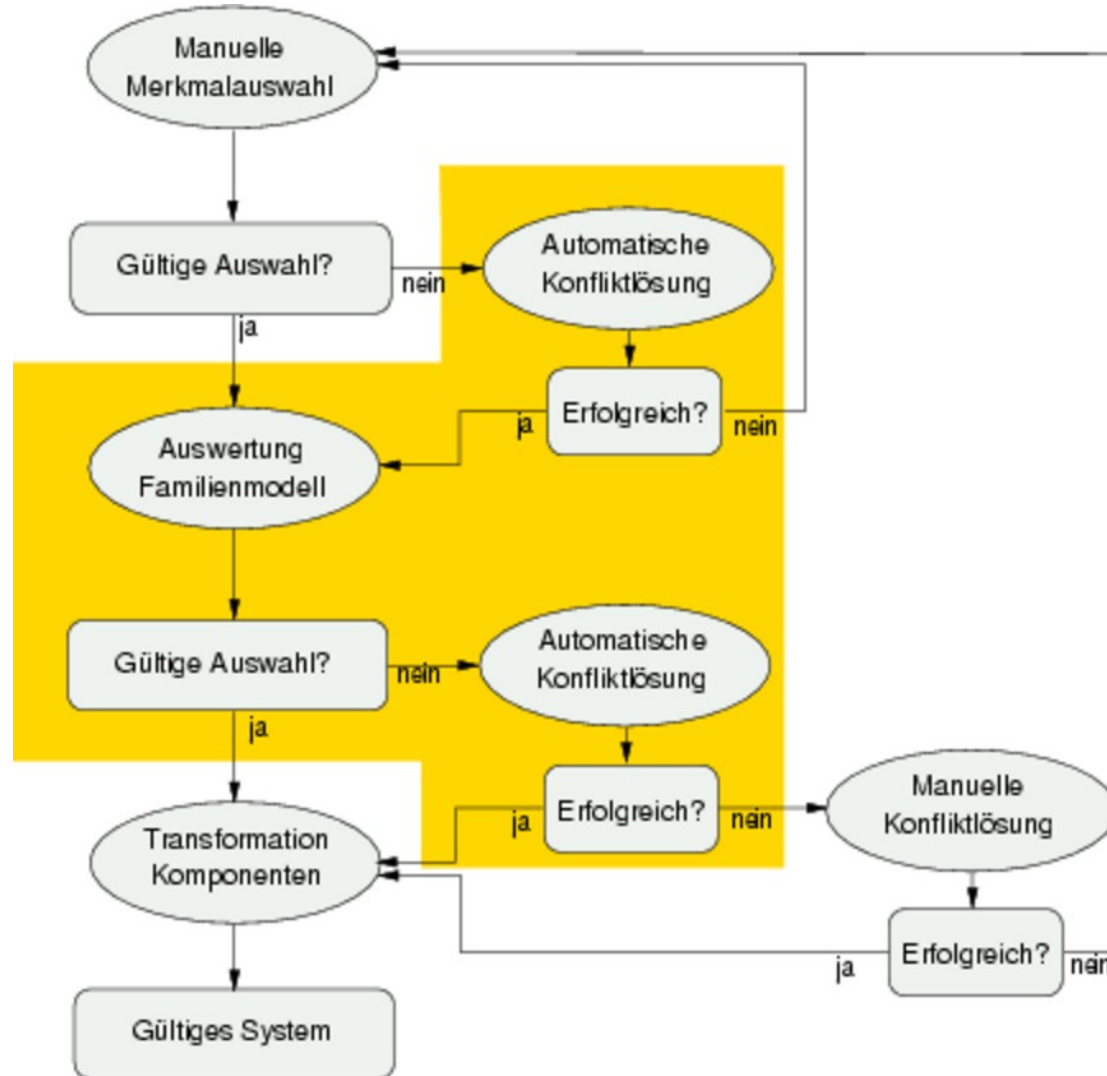 Manuelle
Merkmalauswahl
Gültige Auswahl?
nein
ja
Automatische
Konfliktlösung
Erfolgreich?
ja
nein
Auswertung
Familienmodell
Gültige Auswahl?
nein
ja
Automatische
Konfliktlösung
Erfolgreich?
ja
nein
Manuelle
Konfliktlösung
Transformation
Komponenten
Erfolgreich?
ja
nein
Gültiges System